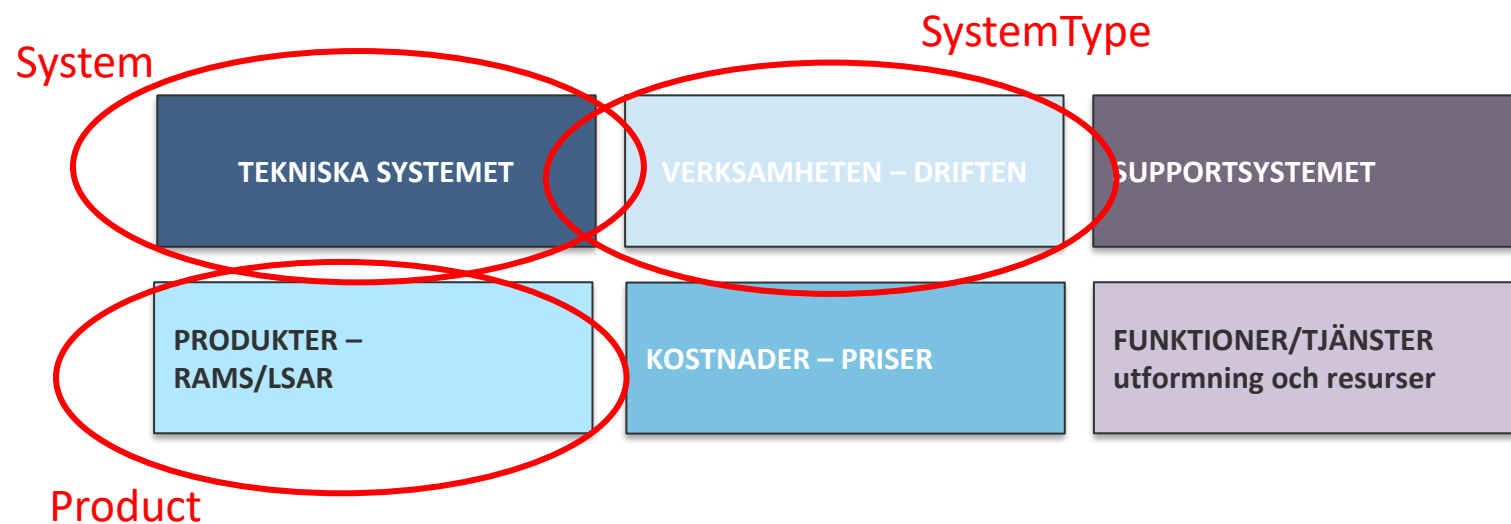 SystemType
System
TEKNISKA SYSTEMET
VERKSAMHETEN – DRIFTEN
SUPPORTSYSTEMET
PRODUKTER –
RAMS/LSAR
KOSTNADER – PRISER
FUNKTIONER/TJÄNSTER
utformning och resurser
Product